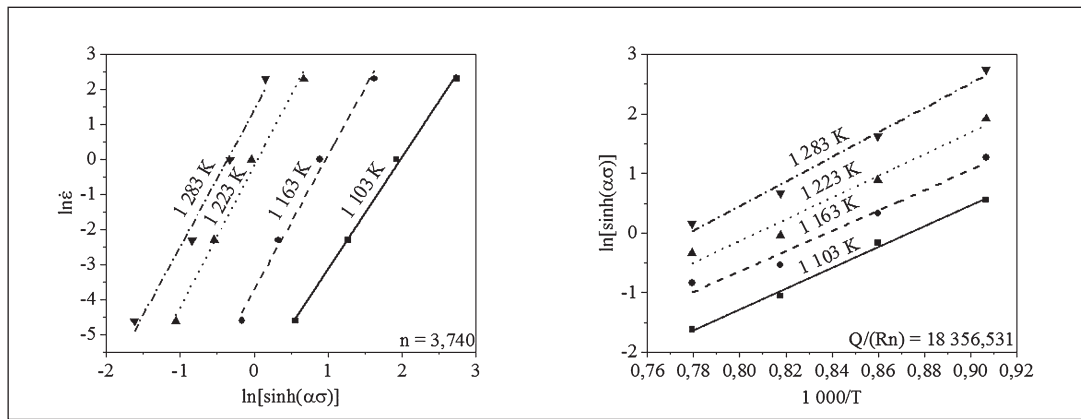 3
2
1
0
-1
-2
-3
-4
-5
lnε̇
1 283 K
1 223 K
1 163 K
1 103 K
n = 3,740
-2
-1
0
1
2
3
ln[sinh(ασ)]
3
2
1
0
-1
-2
ln[sinh(ασ)]
1 283 K
1 223 K
1 163 K
1 103 K
Q/(Rn) = 18 356,531
0,76
0,78
0,80
0,82
0,84
0,86
0,88
0,90
0,92
1 000/T